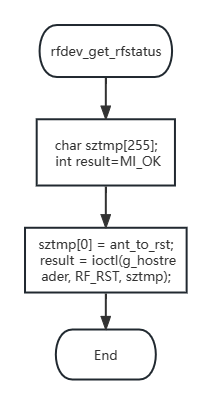 rfdev_get_rfstatus
char sztmp[255];
int result=MI_OK
sztmp[0] = ant_to_rst;
result = ioctl(g_hostre
ader, RF_RST, sztmp);
End